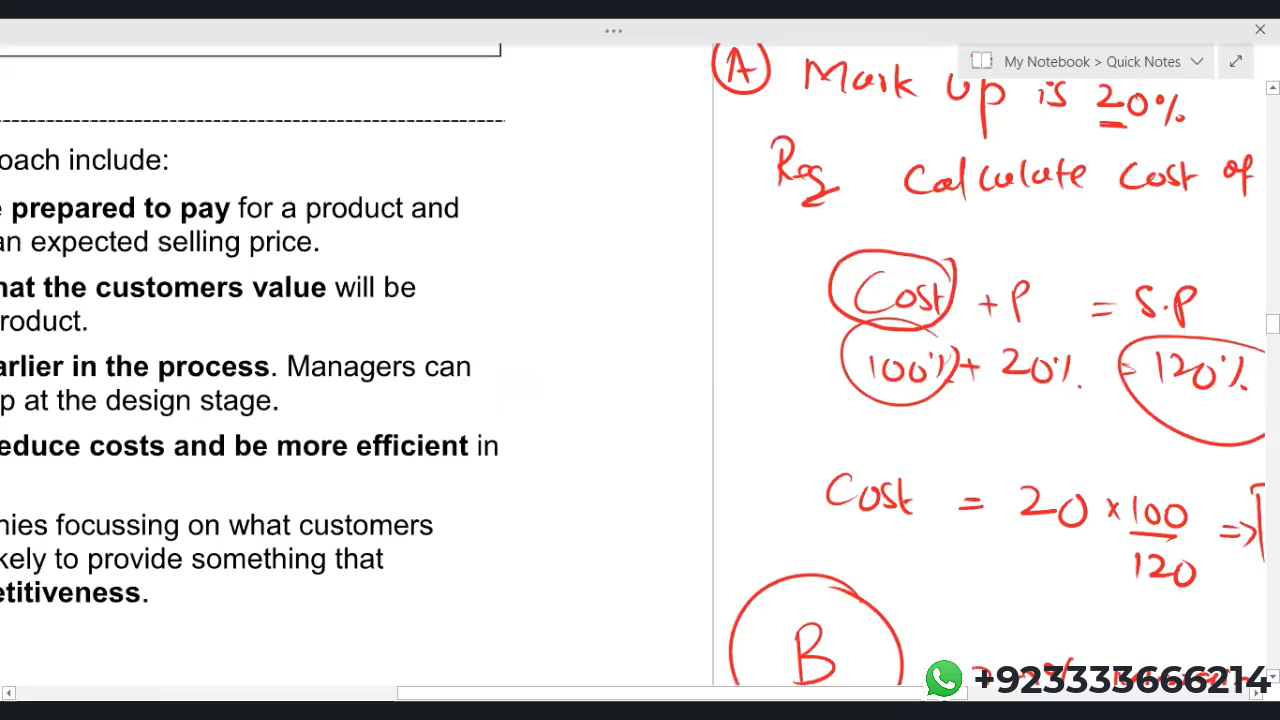 My Notebook > Quick Notes
oach include:
e prepared to pay for a product and
an expected selling price.
hat the customers value will be
roduct.
arlier in the process. Managers can
p at the design stage.
educe costs and be more efficient in
nies focussing on what customers
kely to provide something that
etitiveness.
A Mark up is 20%
Req Calculate Cost of
Cost + P = S.P
100% + 20% = 120%
Cost = 20 × 100/120 =>
B
+923333666214